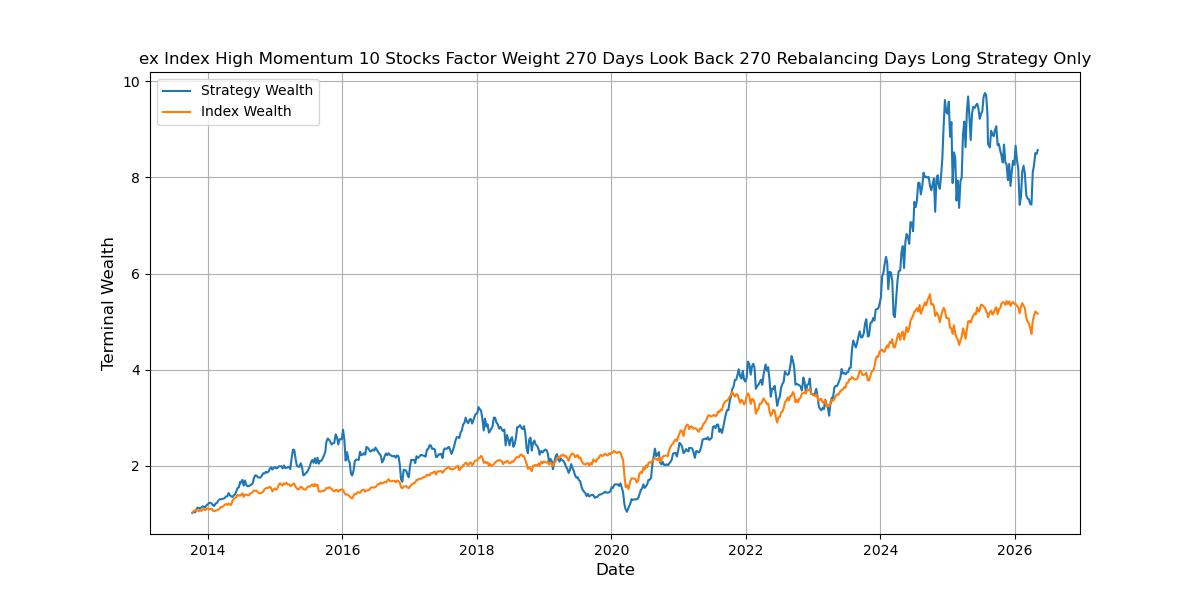 ex Index High Momentum 10 Stocks Factor Weight 270 Days Look Back 270 Rebalancing Days Long Strategy Only
Strategy Wealth
Index Wealth
Terminal Wealth
10
8
6
4
2
2014 2016 2018 2020 2022 2024 2026
Date